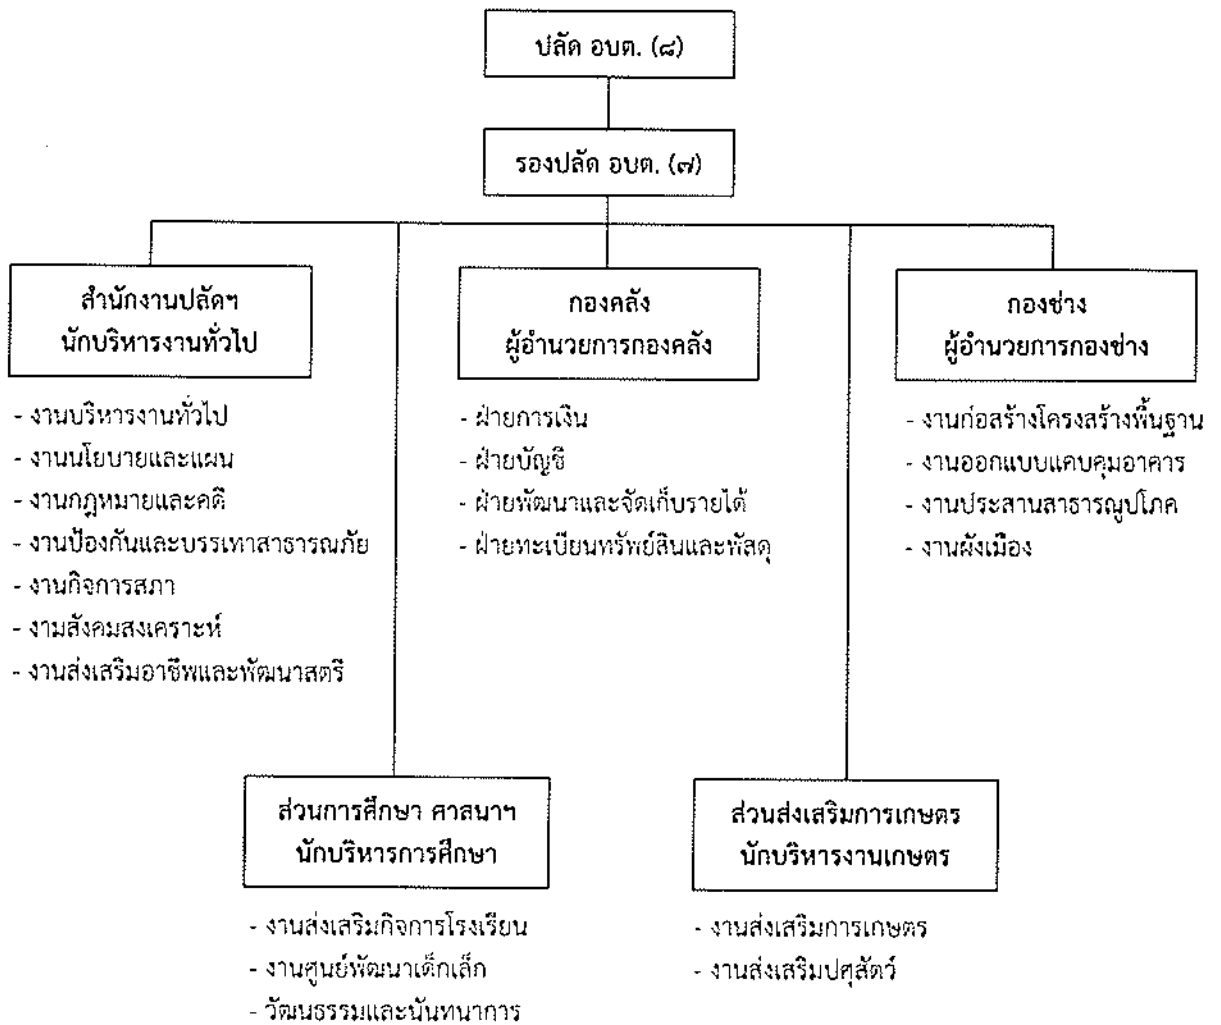 ปลัด อบต. (๘)
รองปลัด อบต. (๗)
สำนักงานปลัดฯ
นักบริหารงานทั่วไป
- งานบริหารงานทั่วไป
- งานนโยบายและแผน
- งานกฎหมายและคดี
- งานป้องกันและบรรเทาสาธารณภัย
- งานกิจการสภา
- งามสังคมสงเคราะห์
- งานส่งเสริมอาชีพและพัฒนาสตรี
กองคลัง
ผู้อำนวยการกองคลัง
- ฝ่ายการเงิน
- ฝ่ายบัญชี
- ฝ่ายพัฒนาและจัดเก็บรายได้
- ฝ่ายทะเบียนทรัพย์สินและพัสดุ
กองช่าง
ผู้อำนวยการกองช่าง
- งานก่อสร้างโครงสร้างพื้นฐาน
- งานออกแบบแคบคุมอาคาร
- งานประสานสาธารณูปโภค
- งานผังเมือง
ส่วนการศึกษา ศาสนาฯ
นักบริหารการศึกษา
- งานส่งเสริมกิจการโรงเรียน
- งานศูนย์พัฒนาเด็กเล็ก
- วัฒนธรรมและนันทนาการ
ส่วนส่งเสริมการเกษตร
นักบริหารงานเกษตร
- งานส่งเสริมการเกษตร
- งานส่งเสริมปศุสัตว์